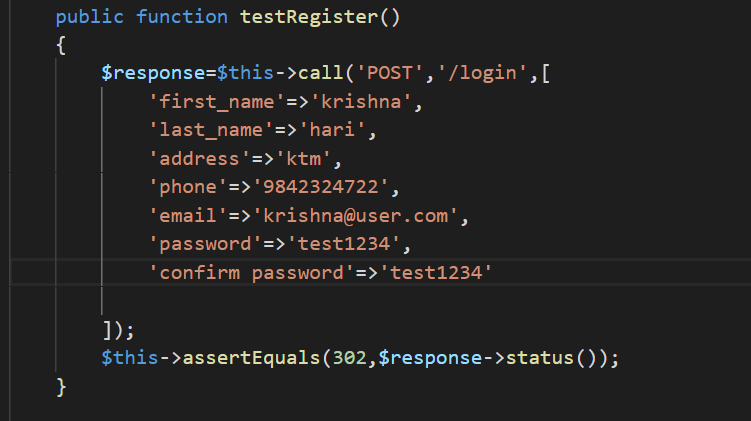 public function testRegister()
{
$response=$this->call('POST','/login',[
'first_name'=>'krishna',
'last_name'=>'hari',
'address'=>'ktm',
'phone'=>'9842324722',
'email'=>'krishna@user.com',
'password'=>'test1234',
'confirm password'=>'test1234'
]);
$this->assertEquals(302,$response->status());
}